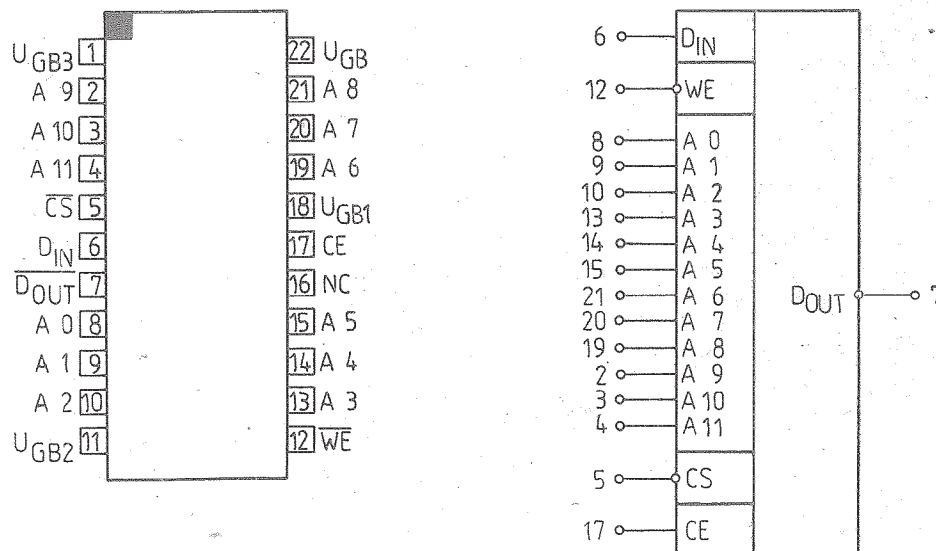 U_GB3 1
A 9 2
A 10 3
A 11 4
C̅S̅ 5
D_IN 6
D̅_O̅U̅T̅ 7
A 0 8
A 1 9
A 2 10
U_GB2 11
22 U_GB
21 A 8
20 A 7
19 A 6
18 U_GB1
17 CE
16 NC
15 A 5
14 A 4
13 A 3
12 W̅E̅
6 D_IN
12 WE
8 A 0
9 A 1
10 A 2
13 A 3
14 A 4
15 A 5
21 A 6
20 A 7
19 A 8
2 A 9
3 A 10
4 A 11
5 CS
17 CE
D_OUT